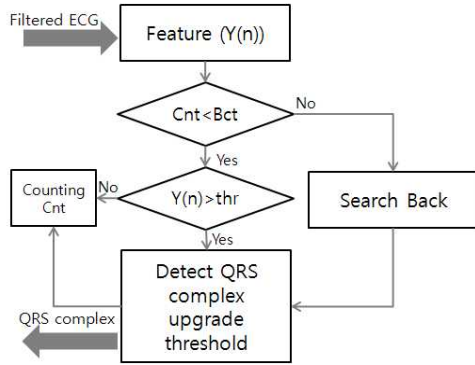 Filtered ECG
Feature (Y(n))
Cnt<Bct
No
Yes
Counting
Cnt
No
Y(n)>thr
Search Back
Yes
Detect QRS
complex
upgrade
threshold
QRS complex